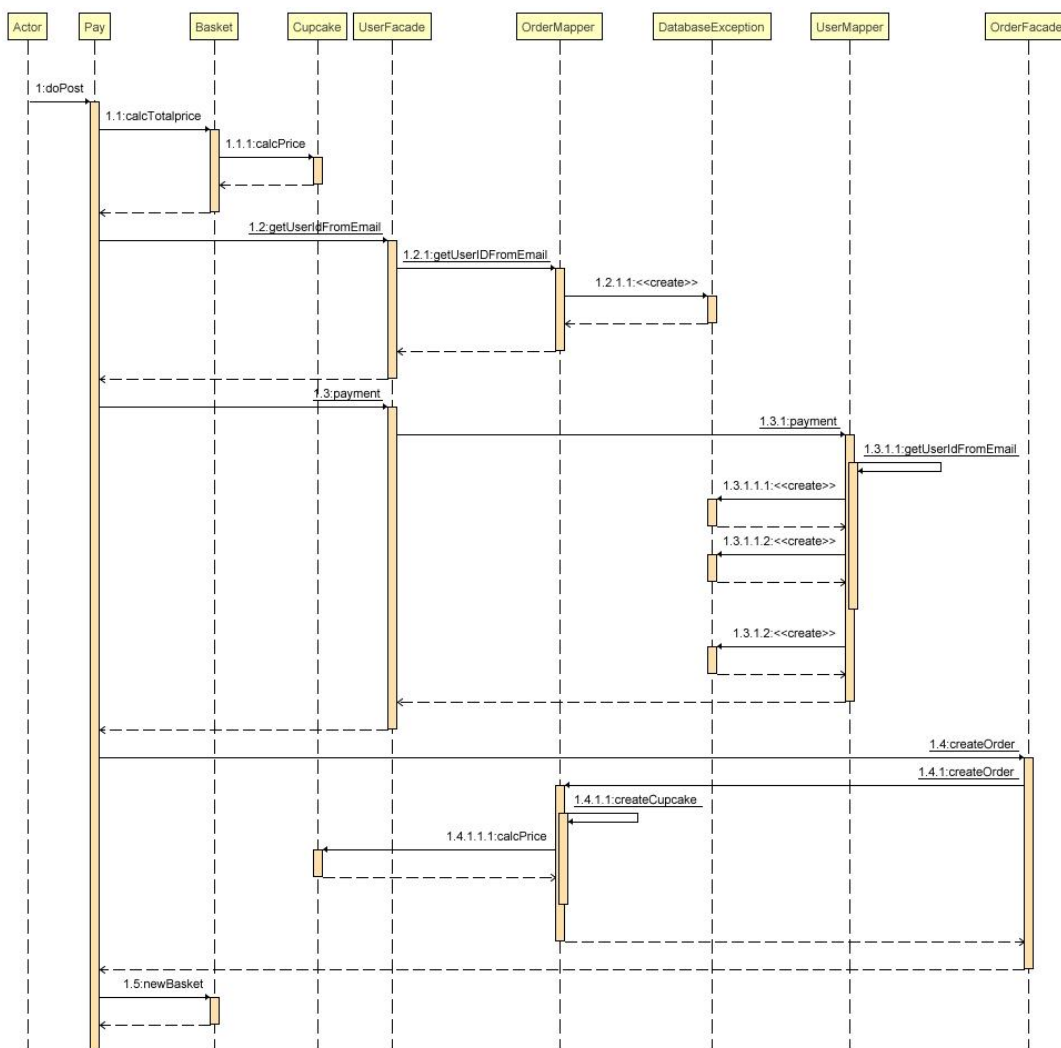 Actor
Pay
Basket
Cupcake
UserFacade
OrderMapper
DatabaseException
UserMapper
OrderFacade
1:doPost
1.1:calcTotalprice
1.1.1:calcPrice
1.2:getUserIdFromEmail
1.2.1:getUserIDFromEmail
1.2.1.1:<<create>>
1.3:payment
1.3.1:payment
1.3.1.1:getUserIdFromEmail
1.3.1.1.1:<<create>>
1.3.1.1.2:<<create>>
1.3.1.2:<<create>>
1.4:createOrder
1.4.1:createOrder
1.4.1.1:createCupcake
1.4.1.1.1:calcPrice
1.5:newBasket